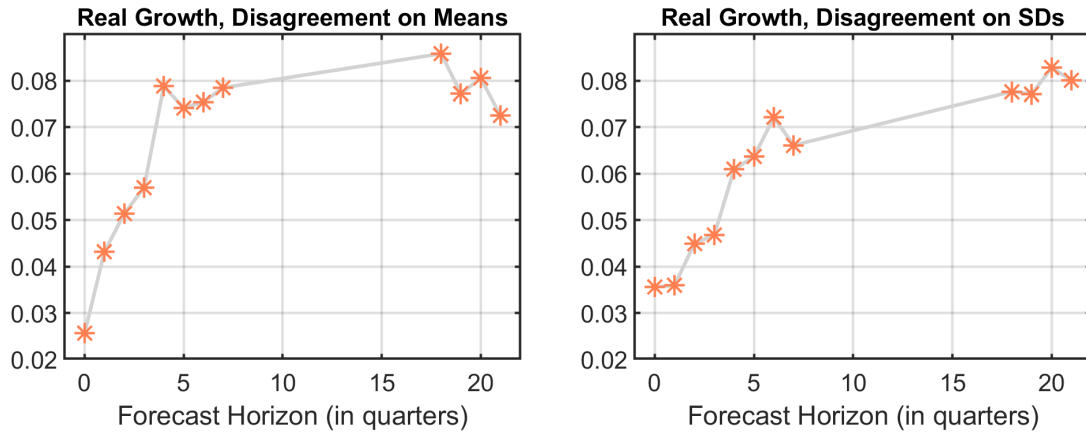 Real Growth, Disagreement on Means
0.08
0.07
0.06
0.05
0.04
0.03
0.02
0 5 10 15 20
Forecast Horizon (in quarters)
Real Growth, Disagreement on SDs
0.08
0.07
0.06
0.05
0.04
0.03
0.02
0 5 10 15 20
Forecast Horizon (in quarters)